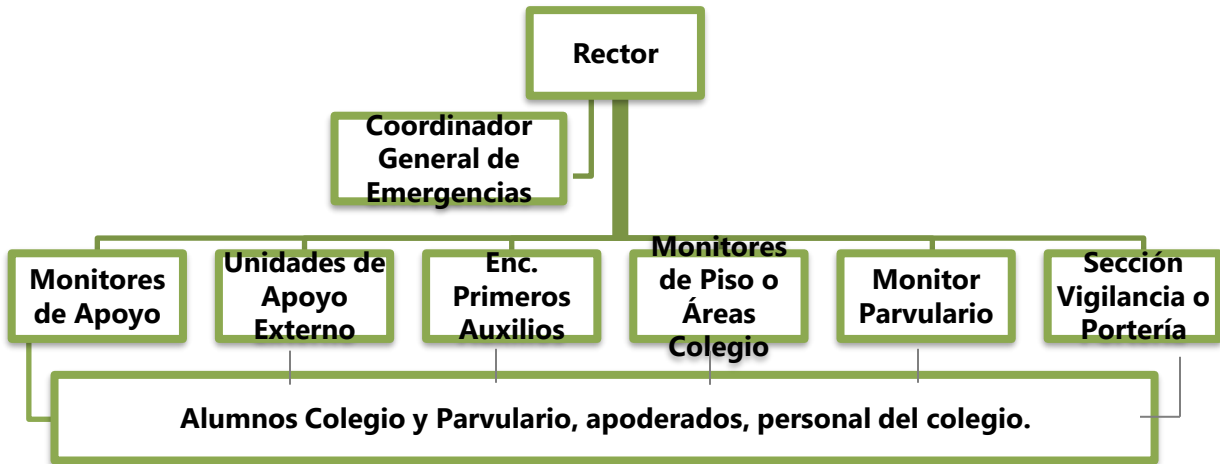 Rector
Coordinador
General de
Emergencias
Monitores
de Apoyo
Unidades de
Apoyo
Externo
Enc.
Primeros
Auxilios
Monitores
de Piso o
Áreas
Colegio
Monitor
Parvulario
Sección
Vigilancia o
Portería
Alumnos Colegio y Parvulario, apoderados, personal del colegio.